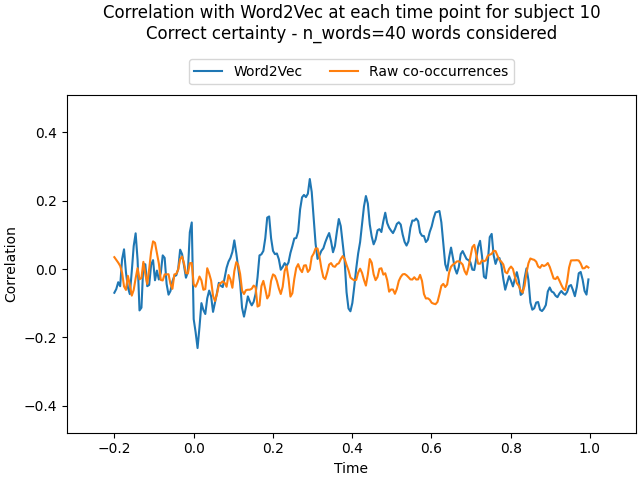 Correlation with Word2Vec at each time point for subject 10
Correct certainty - n_words=40 words considered
Word2Vec
Raw co-occurrences
0.4
0.2
0.0
−0.2
−0.4
Correlation
−0.2
0.0
0.2
0.4
0.6
0.8
1.0
Time